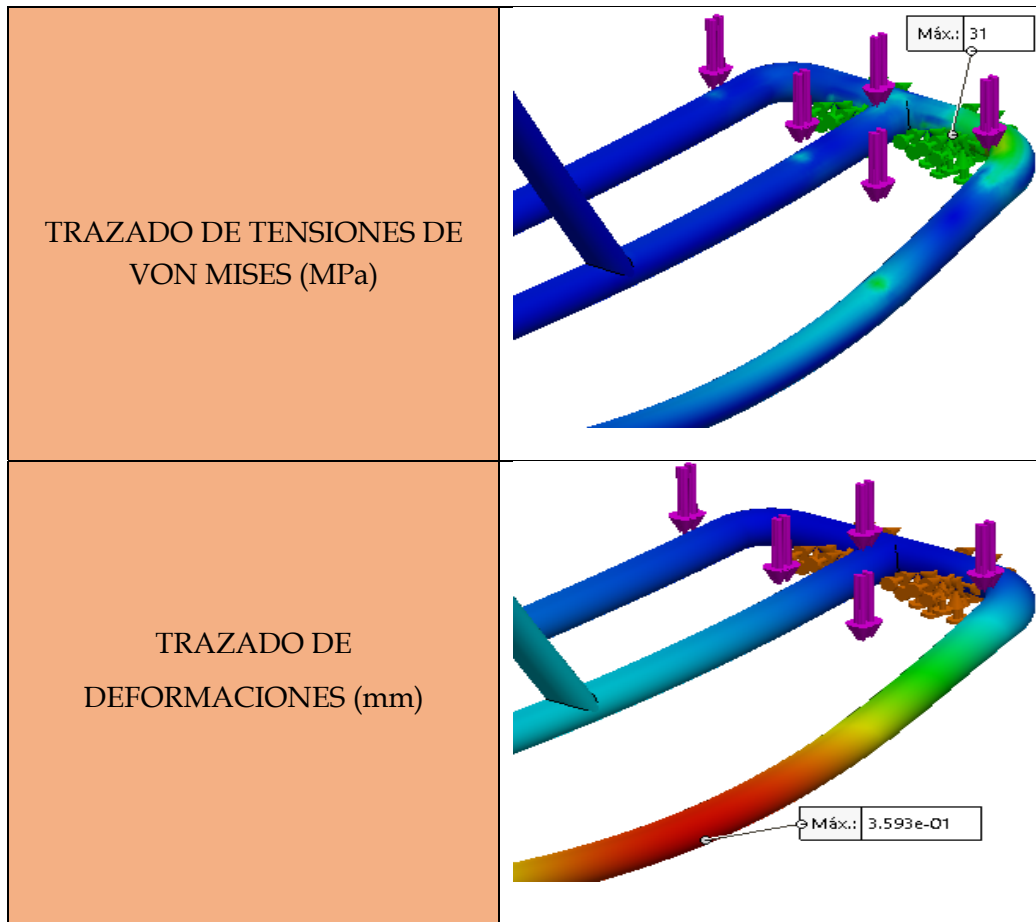 TRAZADO DE TENSIONES DE
VON MISES (MPa)
Máx.: 31
TRAZADO DE
DEFORMACIONES (mm)
Máx.: 3.593e-01